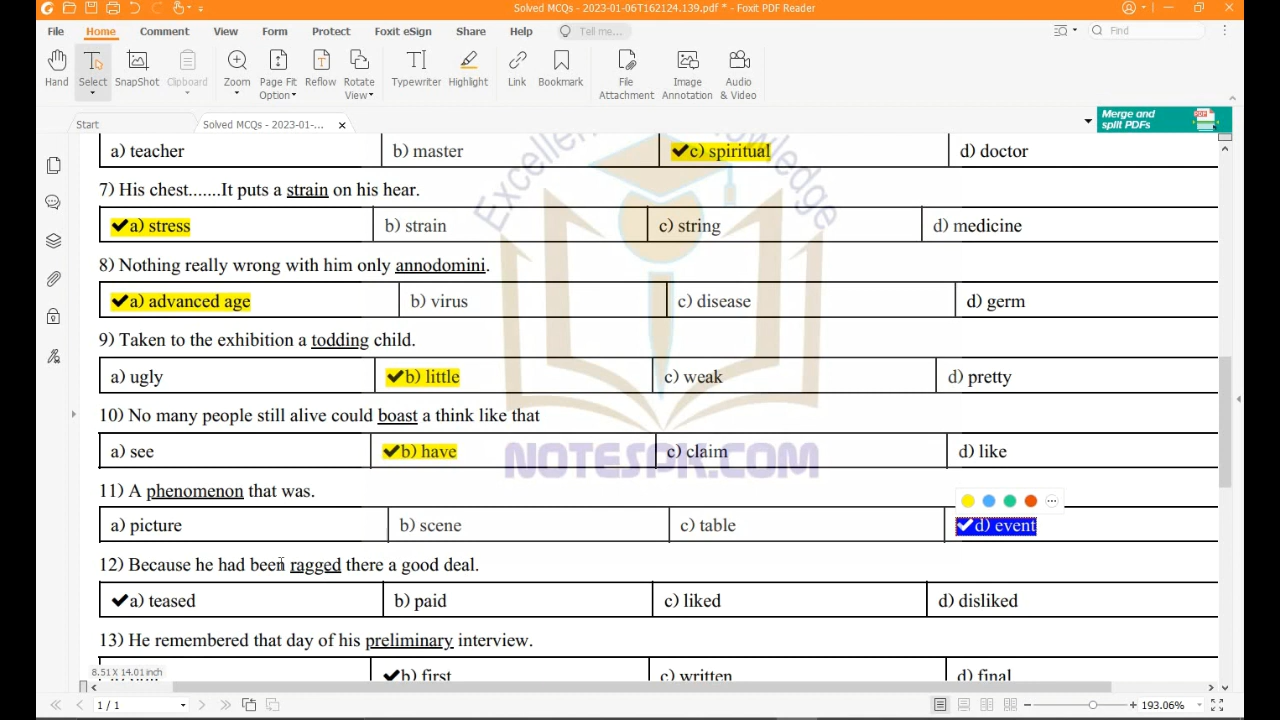 Solved MCQs - 2023-01-06T162124.139.pdf * - Foxit PDF Reader
File Home Comment View Form Protect Foxit eSign Share Help Tell me... Find
Hand Select SnapShot Clipboard Zoom Page Fit Option Reflow Rotate View Typewriter Highlight Link Bookmark File Attachment Image Annotation Audio & Video
Start Solved MCQs - 2023-01-... Merge and split PDFs
a) teacher b) master ✔c) spiritual d) doctor
7) His chest.......It puts a strain on his hear.
✔a) stress b) strain c) string d) medicine
8) Nothing really wrong with him only annodomini.
✔a) advanced age b) virus c) disease d) germ
9) Taken to the exhibition a todding child.
a) ugly ✔b) little c) weak d) pretty
10) No many people still alive could boast a think like that
a) see ✔b) have c) claim d) like
NOTESPK.COM
11) A phenomenon that was.
a) picture b) scene c) table ✔d) event
12) Because he had been ragged there a good deal.
✔a) teased b) paid c) liked d) disliked
13) He remembered that day of his preliminary interview.
✔b) first c) written d) final
8.51 X 14.01 inch
1 / 1 193.06%